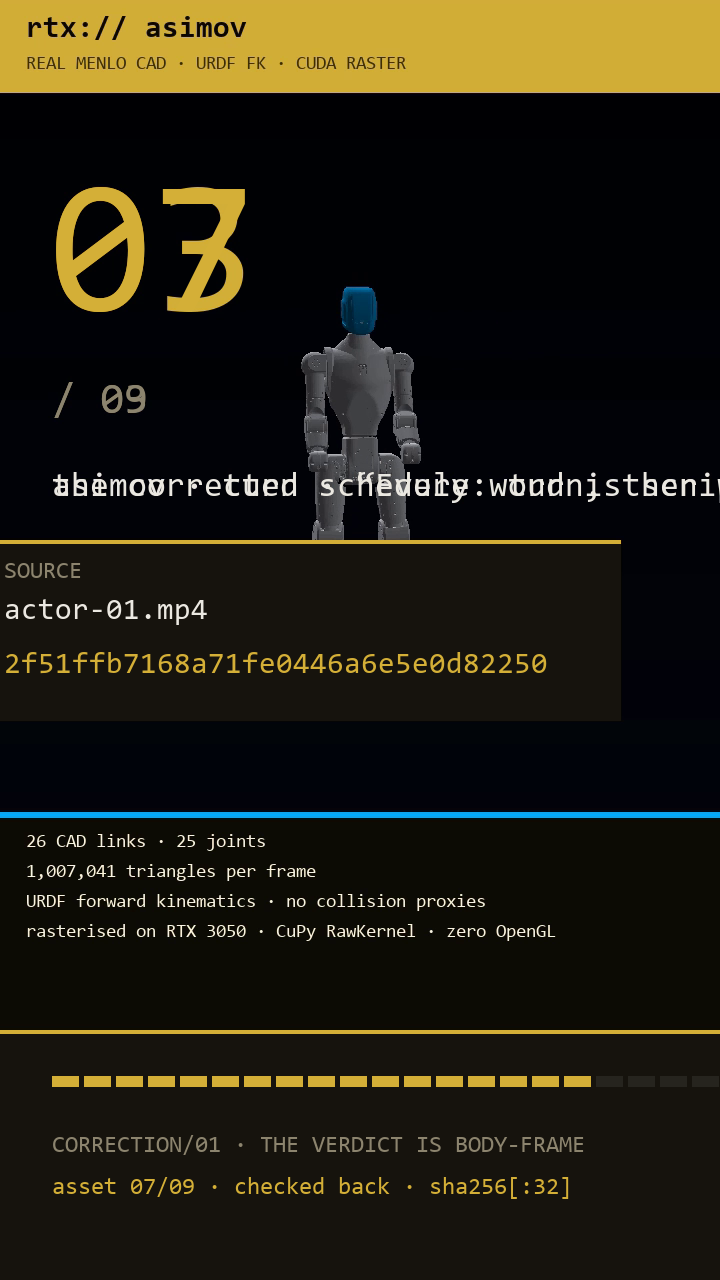 rtx:// asimov
REAL MENLO CAD · URDF FK · CUDA RASTER
/ 09
SOURCE
actor-01.mp4
2f51ffb7168a71fe0446a6e5e0d82250
26 CAD links · 25 joints
1,007,041 triangles per frame
URDF forward kinematics · no collision proxies
rasterised on RTX 3050 · CuPy RawKernel · zero OpenGL
CORRECTION/01 · THE VERDICT IS BODY-FRAME
asset 07/09 · checked back · sha256[:32]